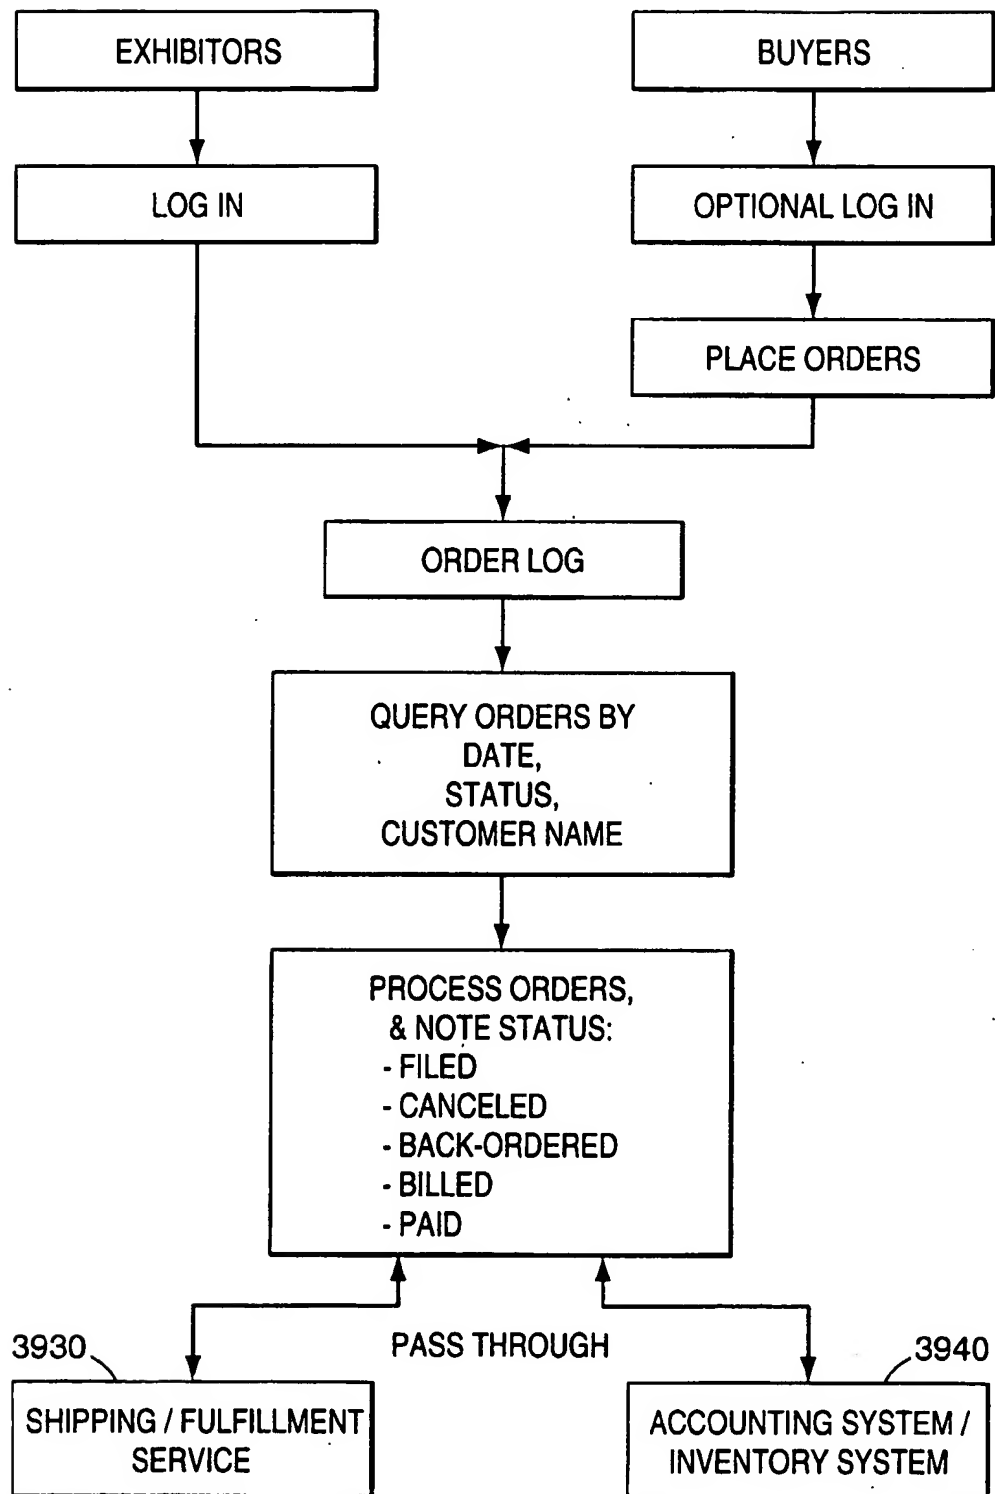 EXHIBITORS
BUYERS
LOG IN
OPTIONAL LOG IN
PLACE ORDERS
ORDER LOG
QUERY ORDERS BY
DATE,
STATUS,
CUSTOMER NAME
PROCESS ORDERS,
& NOTE STATUS:
- FILED
- CANCELED
- BACK-ORDERED
- BILLED
- PAID
PASS THROUGH
3930
3940
SHIPPING / FULFILLMENT
SERVICE
ACCOUNTING SYSTEM /
INVENTORY SYSTEM